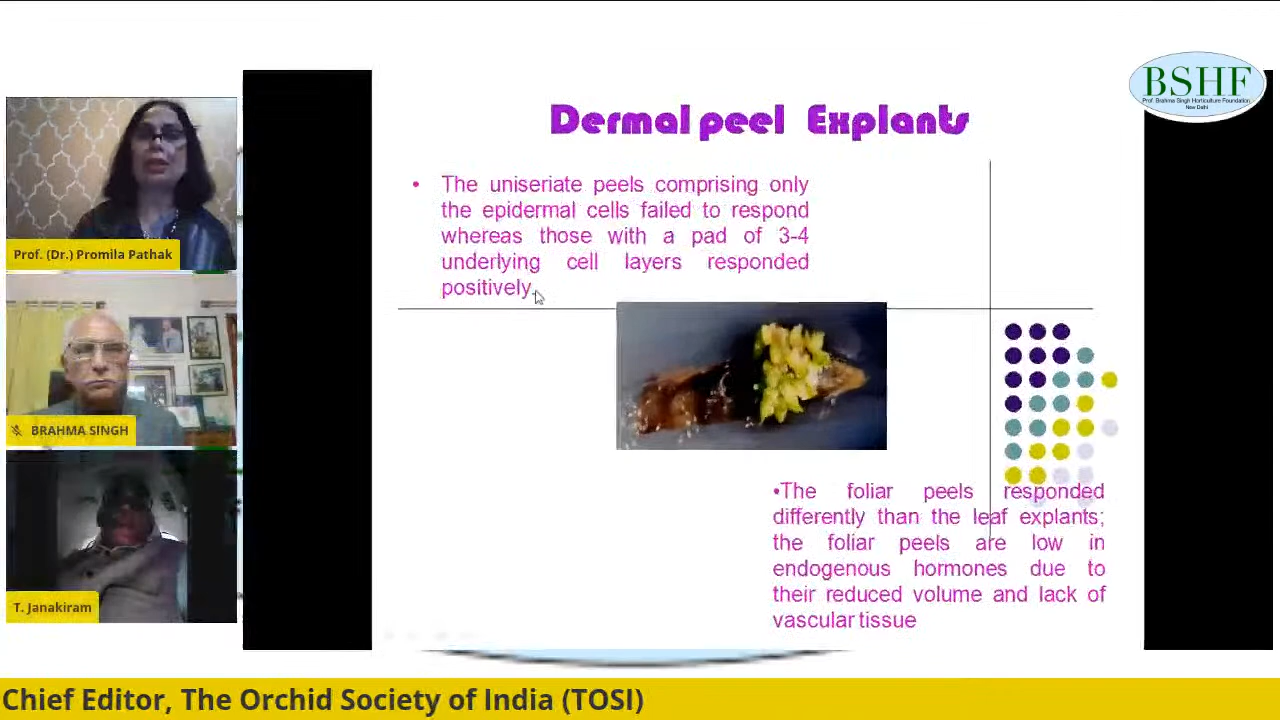 BSHF
Prof. Brahma Singh Horticulture Foundation
New Delhi
Dermal peel Explants
• The uniseriate peels comprising only
the epidermal cells failed to respond
whereas those with a pad of 3-4
underlying cell layers responded
positively.
•The foliar peels responded
differently than the leaf explants;
the foliar peels are low in
endogenous hormones due to
their reduced volume and lack of
vascular tissue
Prof. (Dr.) Promila Pathak
BRAHMA SINGH
T. Janakiram
Chief Editor, The Orchid Society of India (TOSI)